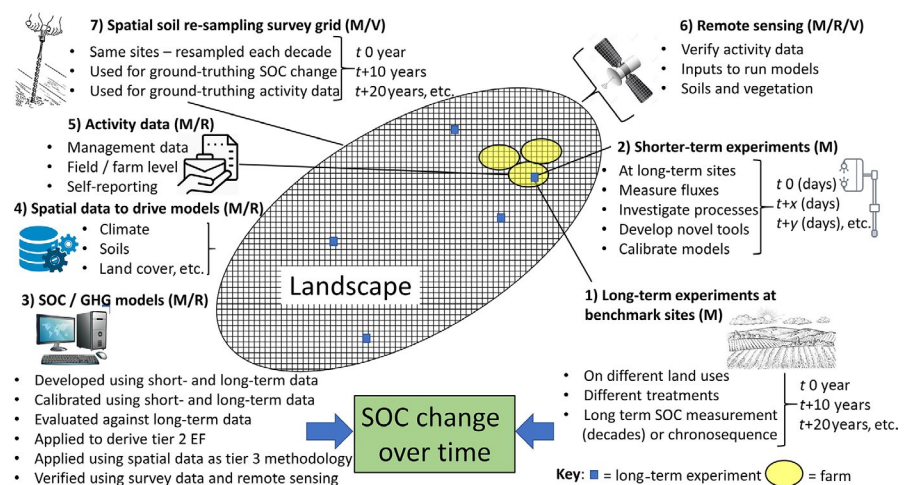 7) Spatial soil re-sampling survey grid (M/V)
• Same sites – resampled each decade
• Used for ground-truthing SOC change
• Used for ground-truthing activity data
t 0 year
t+10 years
t+20years, etc.
6) Remote sensing (M/R/V)
• Verify activity data
• Inputs to run models
• Soils and vegetation
5) Activity data (M/R)
• Management data
• Field / farm level
• Self-reporting
2) Shorter-term experiments (M)
• At long-term sites
• Measure fluxes
• Investigate processes
• Develop novel tools
• Calibrate models
t 0 (days)
t+x (days)
t+y (days), etc.
4) Spatial data to drive models (M/R)
• Climate
• Soils
• Land cover, etc.
Landscape
3) SOC / GHG models (M/R)
• Developed using short- and long-term data
• Calibrated using short- and long-term data
• Evaluated against long-term data
• Applied to derive tier 2 EF
• Applied using spatial data as tier 3 methodology
• Verified using survey data and remote sensing
1) Long-term experiments at
benchmark sites (M)
• On different land uses
• Different treatments
• Long term SOC measurement
(decades) or chronosequence
t 0 year
t+10 years
t+20years, etc.
SOC change
over time
Key: = long-term experiment = farm